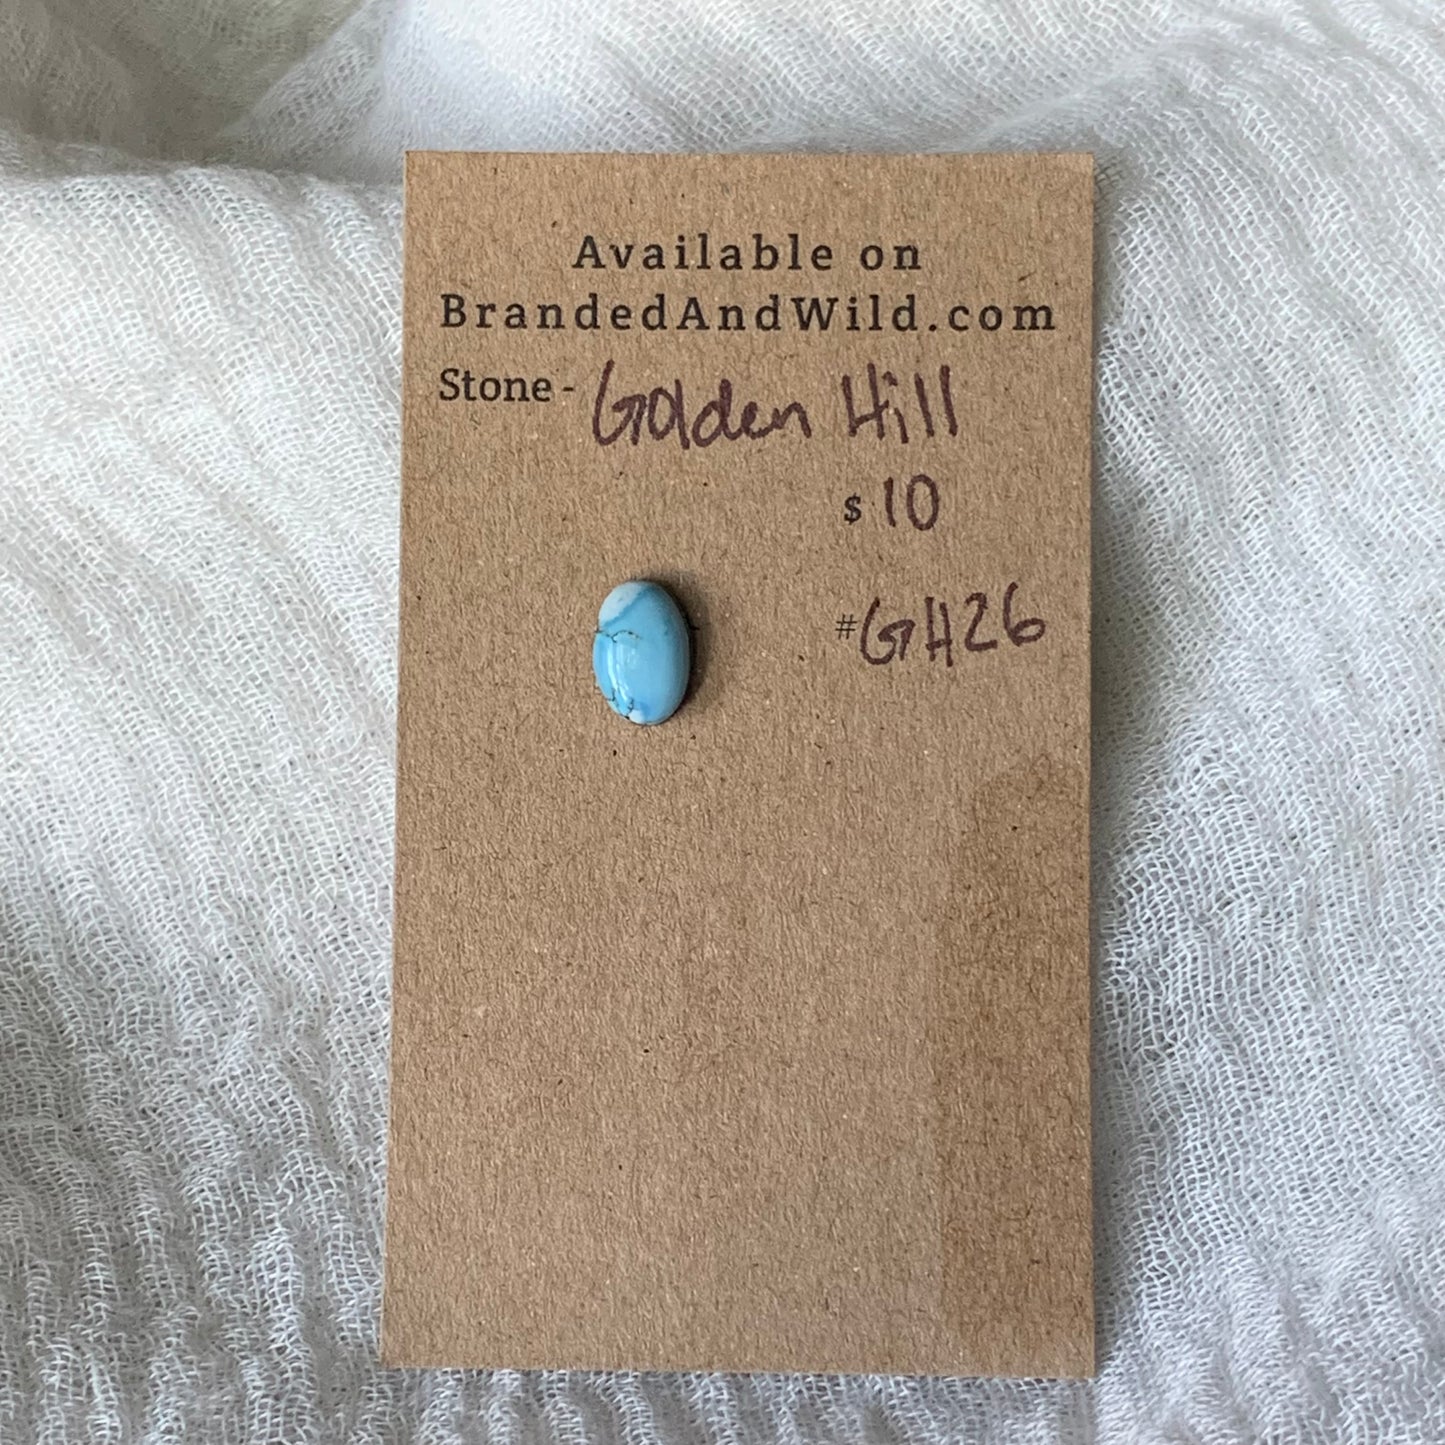 Available on
BrandedAndWild.com
Stone - Golden Hill
$ 10
#GH26